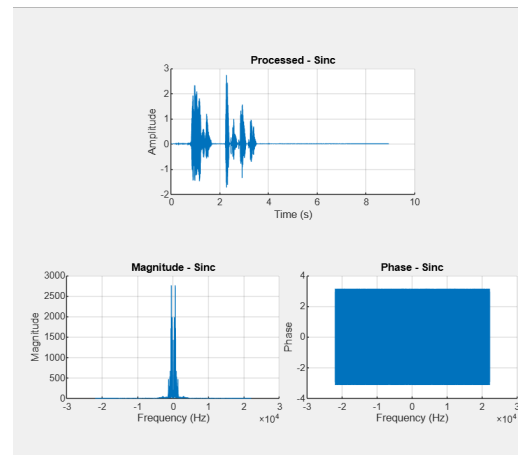 Processed - Sinc
3
2
1
0
-1
-2
Amplitude
0 2 4 6 8 10
Time (s)
Magnitude - Sinc
3000
2500
2000
1500
1000
500
0
Magnitude
-3 -2 -1 0 1 2 3
Frequency (Hz) ×10⁴
Phase - Sinc
4
2
0
-2
-4
Phase
-3 -2 -1 0 1 2 3
Frequency (Hz) ×10⁴